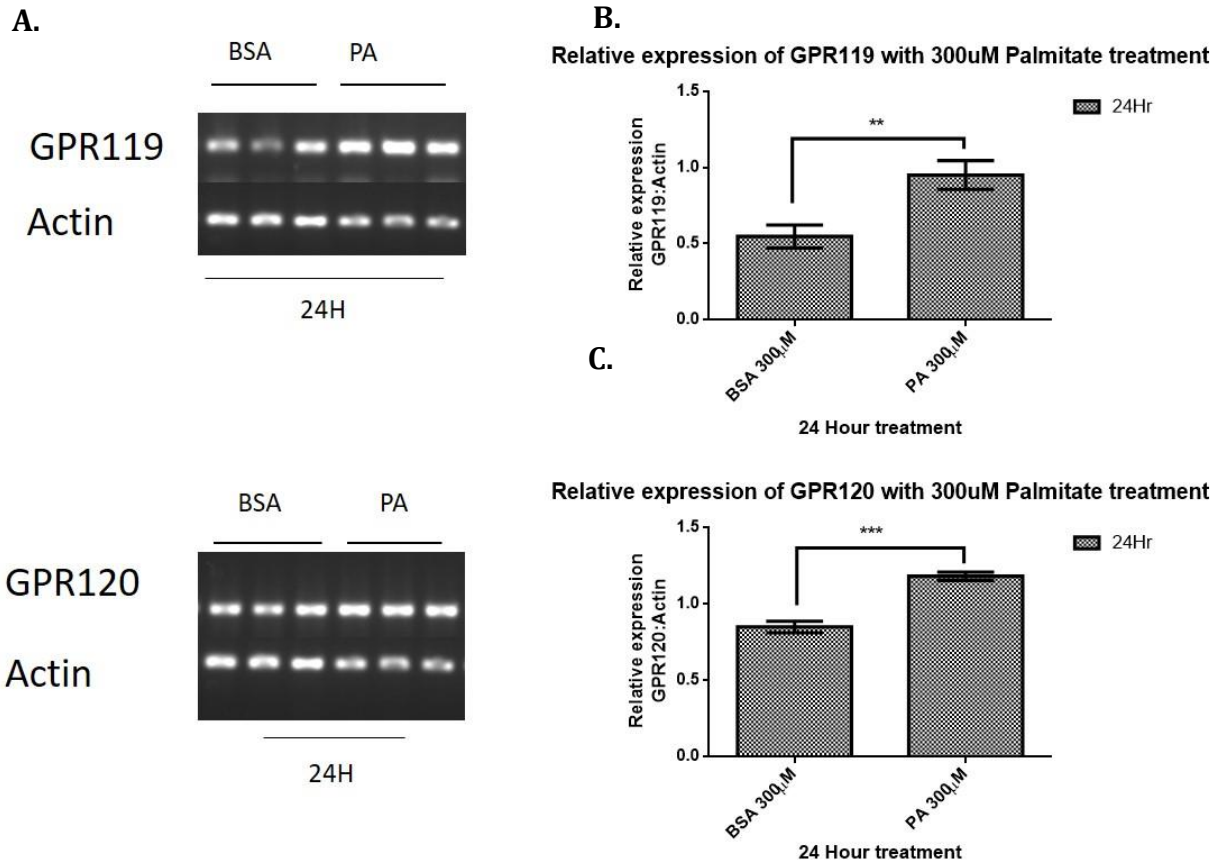 A.
BSA PA
GPR119
Actin
24H
BSA PA
GPR120
Actin
24H
B.
Relative expression of GPR119 with 300uM Palmitate treatment
24Hr
**
Relative expression
GPR119:Actin
1.5
1.0
0.5
0.0
BSA 300μM
PA 300μM
24 Hour treatment
C.
Relative expression of GPR120 with 300uM Palmitate treatment
24Hr
***
Relative expression
GPR120:Actin
1.5
1.0
0.5
0.0
BSA 300μM
PA 300μM
24 Hour treatment